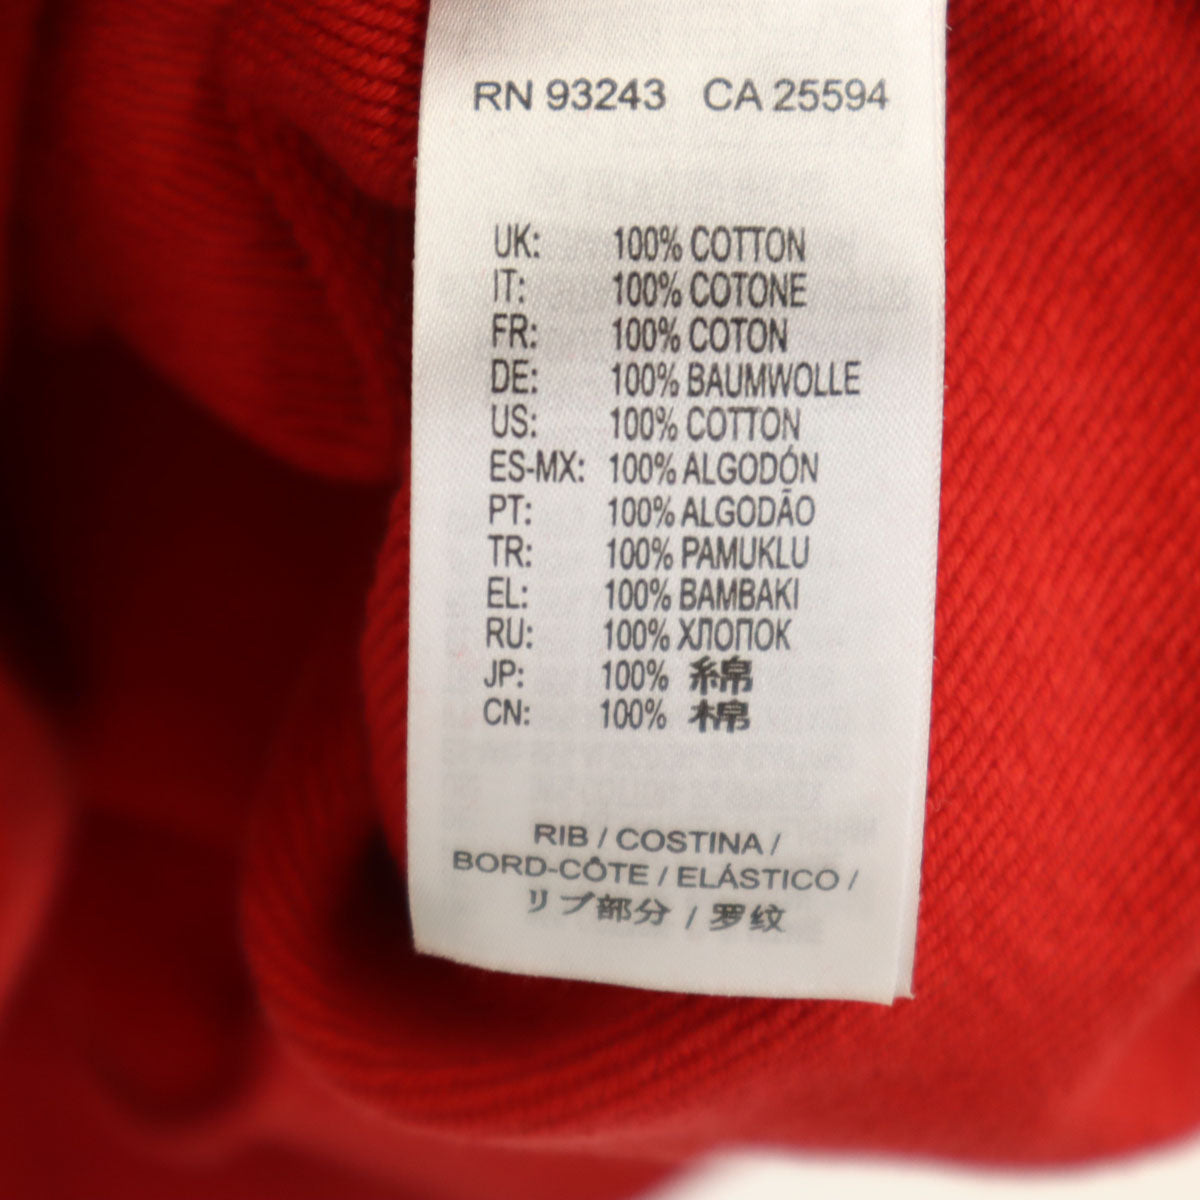 RN 93243 CA 25594
UK: 100% COTTON
IT: 100% COTONE
FR: 100% COTON
DE: 100% BAUMWOLLE
US: 100% COTTON
ES-MX: 100% ALGODÓN
PT: 100% ALGODÃO
TR: 100% PAMUKLU
EL: 100% BAMBAKI
RU: 100% ХЛОПОК
JP: 100% 綿
CN: 100% 棉
RIB / COSTINA /
BORD-CÔTE / ELÁSTICO /
リブ部分 / 罗纹